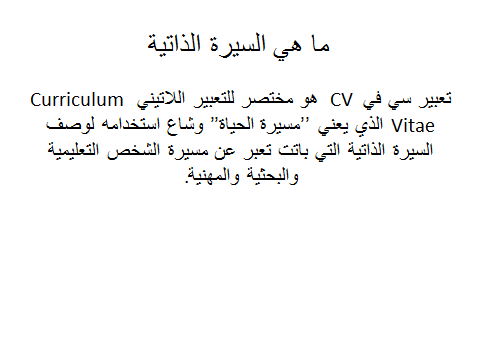 ما هي السيرة الذاتية
تعبير سي في CV هو مختصر للتعبير اللاتيني Curriculum
Vitae الذي يعني ’’مسيرة الحياة’’ وشاع استخدامه لوصف
السيرة الذاتية التي باتت تعبر عن مسيرة الشخص التعليمية
والبحثية والمهنية.